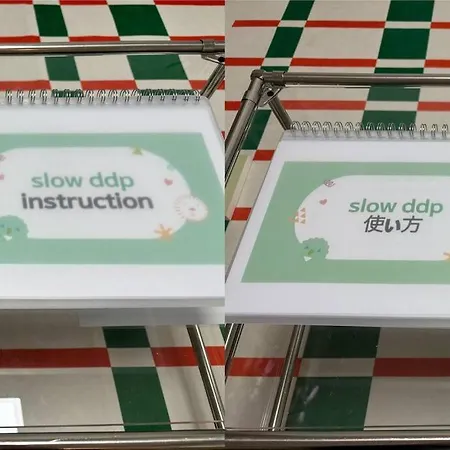 slow ddp
instruction
slow ddp
使い方